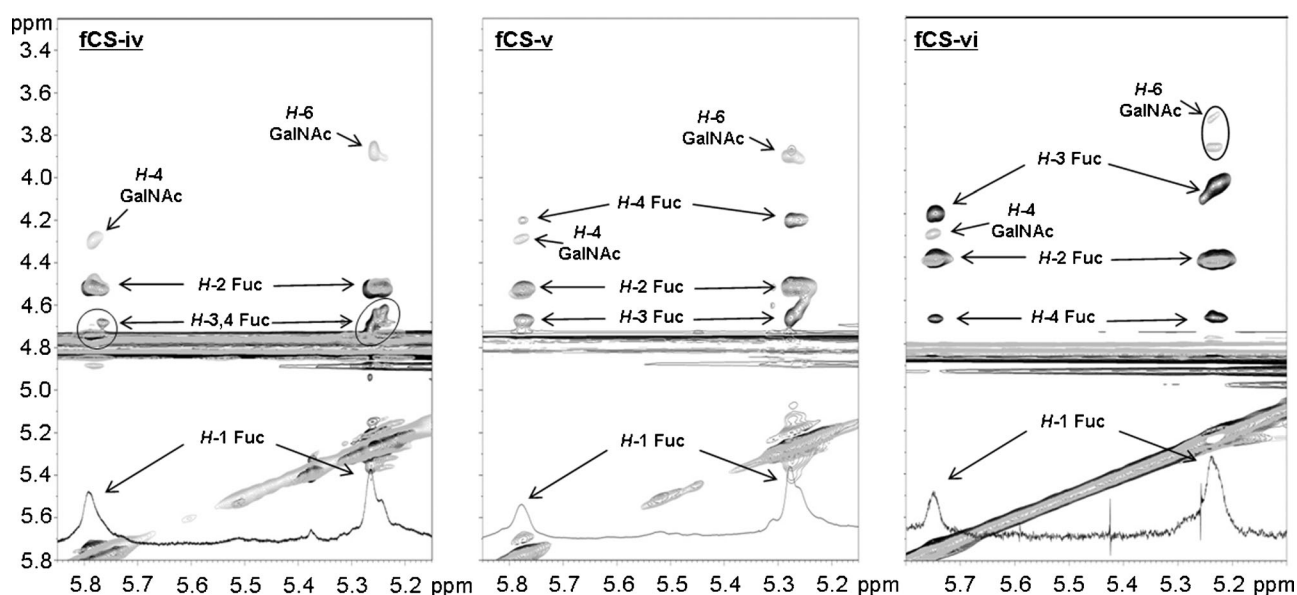 ppm
3.4
3.6
3.8
4.0
4.2
4.4
4.6
4.8
5.0
5.2
5.4
5.6
5.8
fCS-iv
H-6
GalNAc
H-4
GalNAc
H-2 Fuc
H-3,4 Fuc
H-1 Fuc
5.8 5.7 5.6 5.5 5.4 5.3 5.2 ppm
fCS-v
H-6
GalNAc
H-4 Fuc
H-4
GalNAc
H-2 Fuc
H-3 Fuc
H-1 Fuc
5.8 5.7 5.6 5.5 5.4 5.3 5.2 ppm
fCS-vi
H-6
GalNAc
H-3 Fuc
H-4
GalNAc
H-2 Fuc
H-4 Fuc
H-1 Fuc
5.7 5.6 5.5 5.4 5.3 5.2 ppm